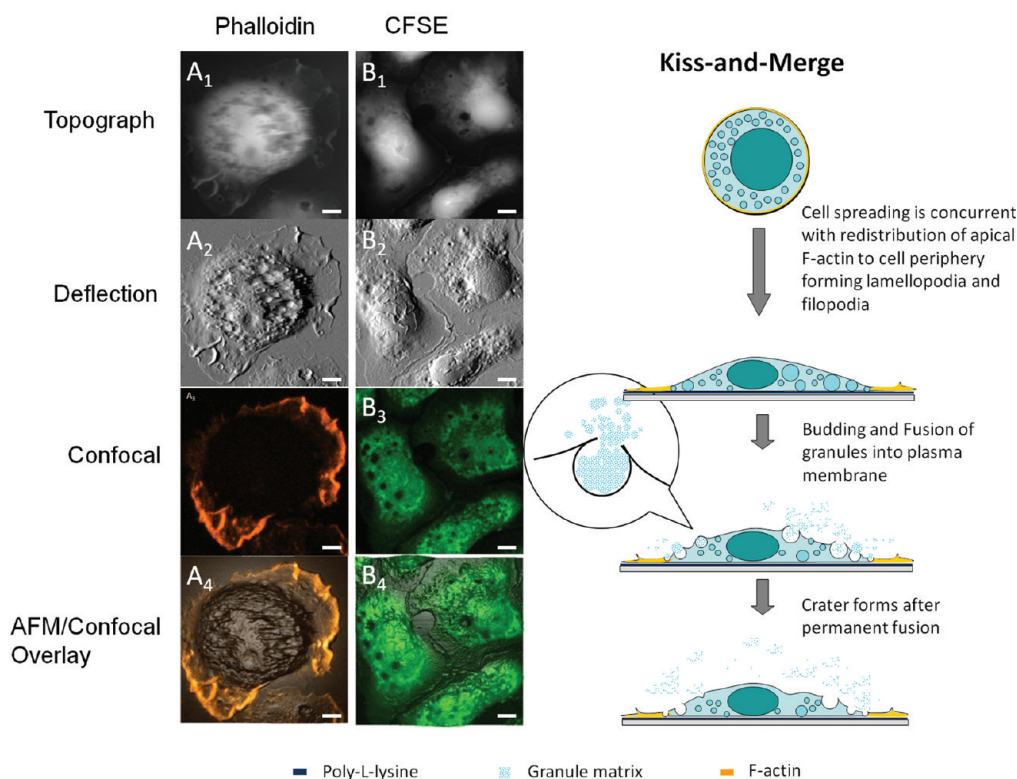 Phalloidin
CFSE
Topograph
A1
B1
Deflection
A2
B2
Confocal
A3
B3
AFM/Confocal
Overlay
A4
B4
Kiss-and-Merge
Cell spreading is concurrent
with redistribution of apical
F-actin to cell periphery
forming lamellopodia and
filopodia
Budding and Fusion of
granules into plasma
membrane
Crater forms after
permanent fusion
Poly-L-lysine
Granule matrix
F-actin